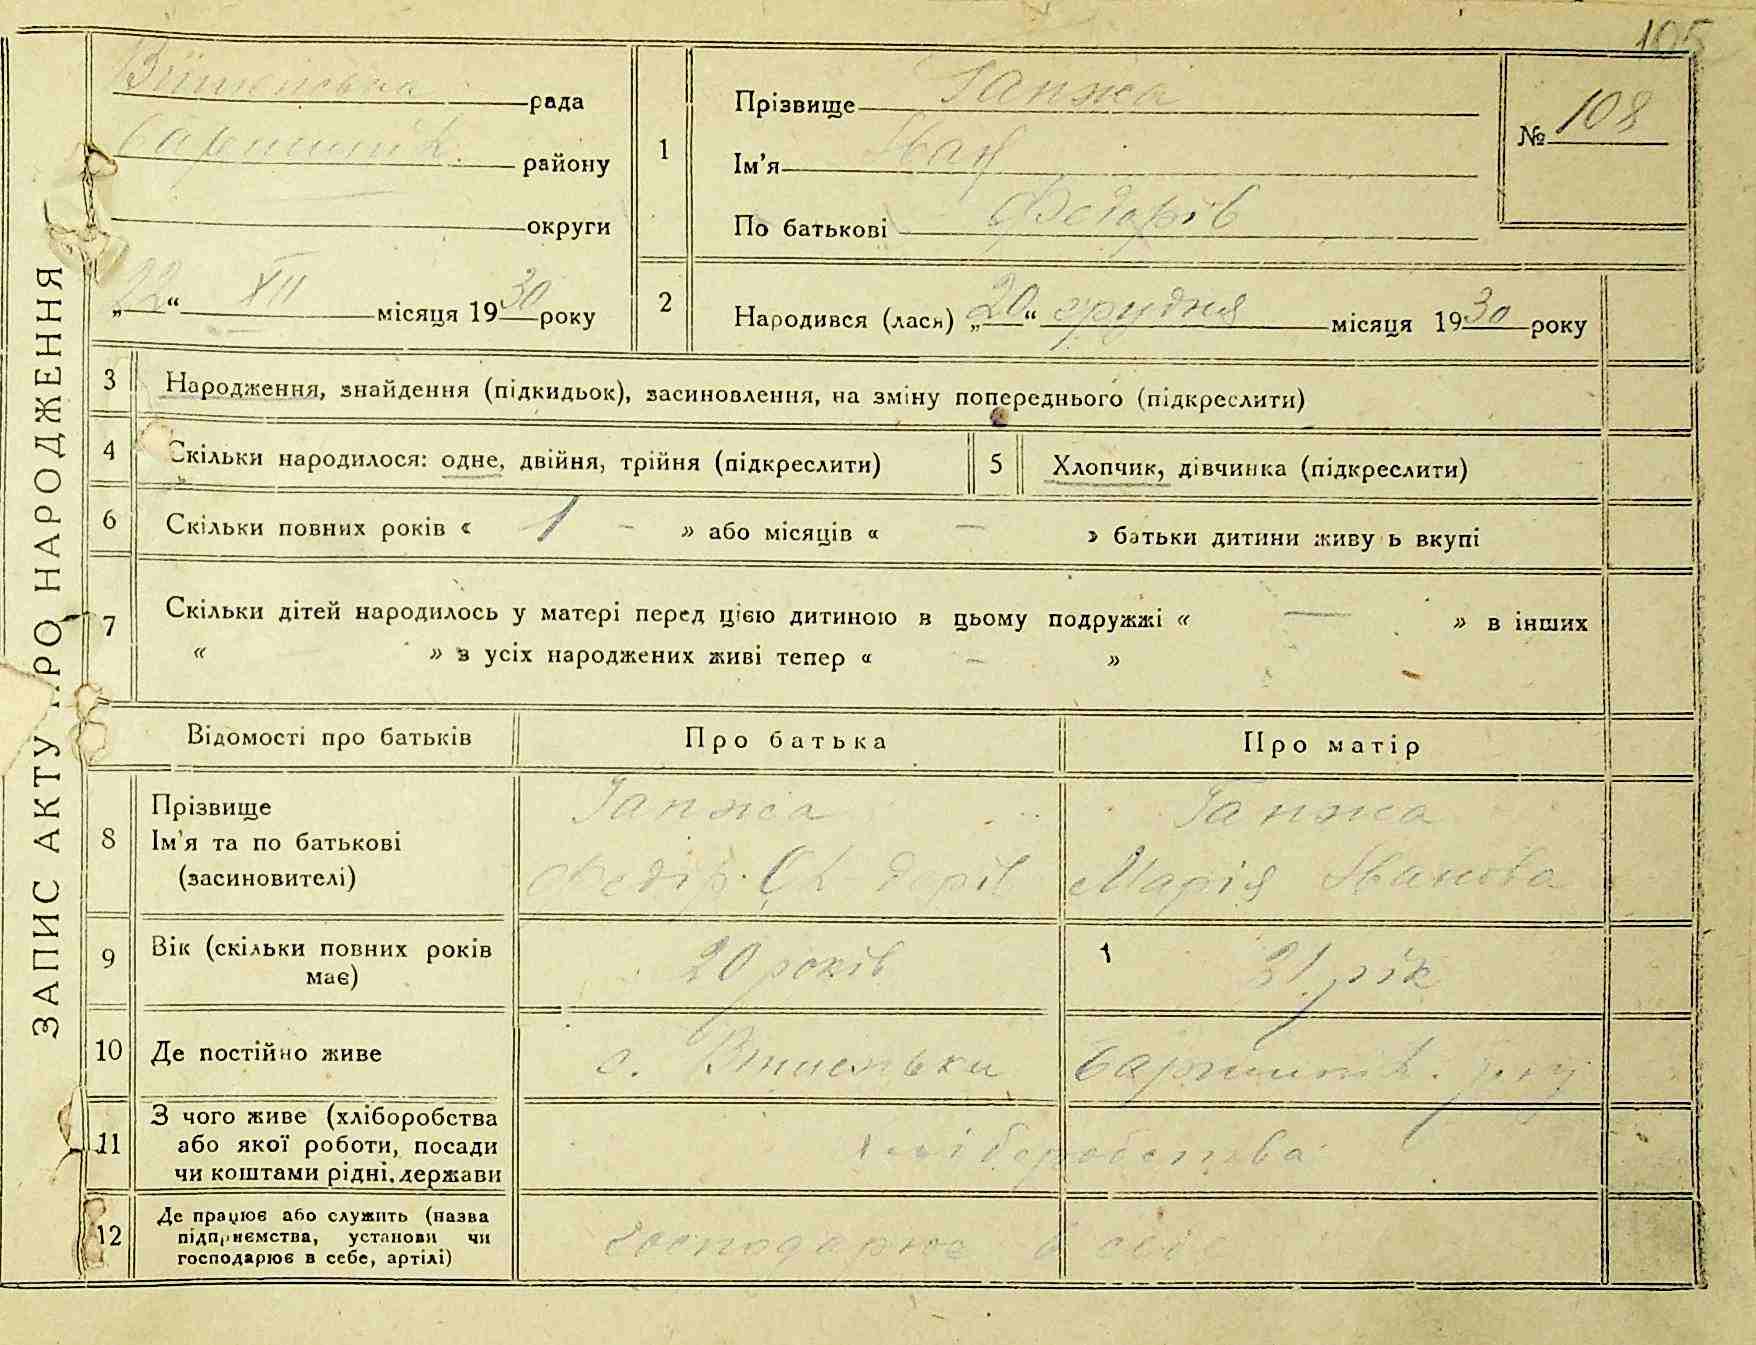 105
рада
району
округи
„22“ XII місяця 1930 року
1
Прізвище Ганжа
Ім'я Іван
По батькові Федорів
№ 108
2
Народився (лася) „20“ грудня місяця 1930 року
ЗАПИС АКТУ ПРО НАРОДЖЕННЯ
3 Народження, знайдення (підкидьок), засиновлення, на зміну попереднього (підкреслити)
4 Скільки народилося: одне, двійня, трійня (підкреслити) 5 Хлопчик, дівчинка (підкреслити)
6 Скільки повних років « 1 - » або місяців « — » батьки дитини живу ь вкупі
7 Скільки дітей народилось у матері перед цією дитиною в цьому подружжі « — » в інших
« » з усіх народжених живі тепер « - »
Відомості про батьків Про батька Про матір
8 Прізвище
Ім'я та по батькові
(засиновителі)
Ганжа Ганжа
Федір Марія Іванова
9 Вік (скільки повних років
має)
20 років 21 рік
10 Де постійно живе с.
11 З чого живе (хліборобства
або якої роботи, посади
чи коштами рідні, держави
хліборобства
12 Де працює або служить (назва
підприємства, установи чи
господарює в себе, артілі)
господарює в себе